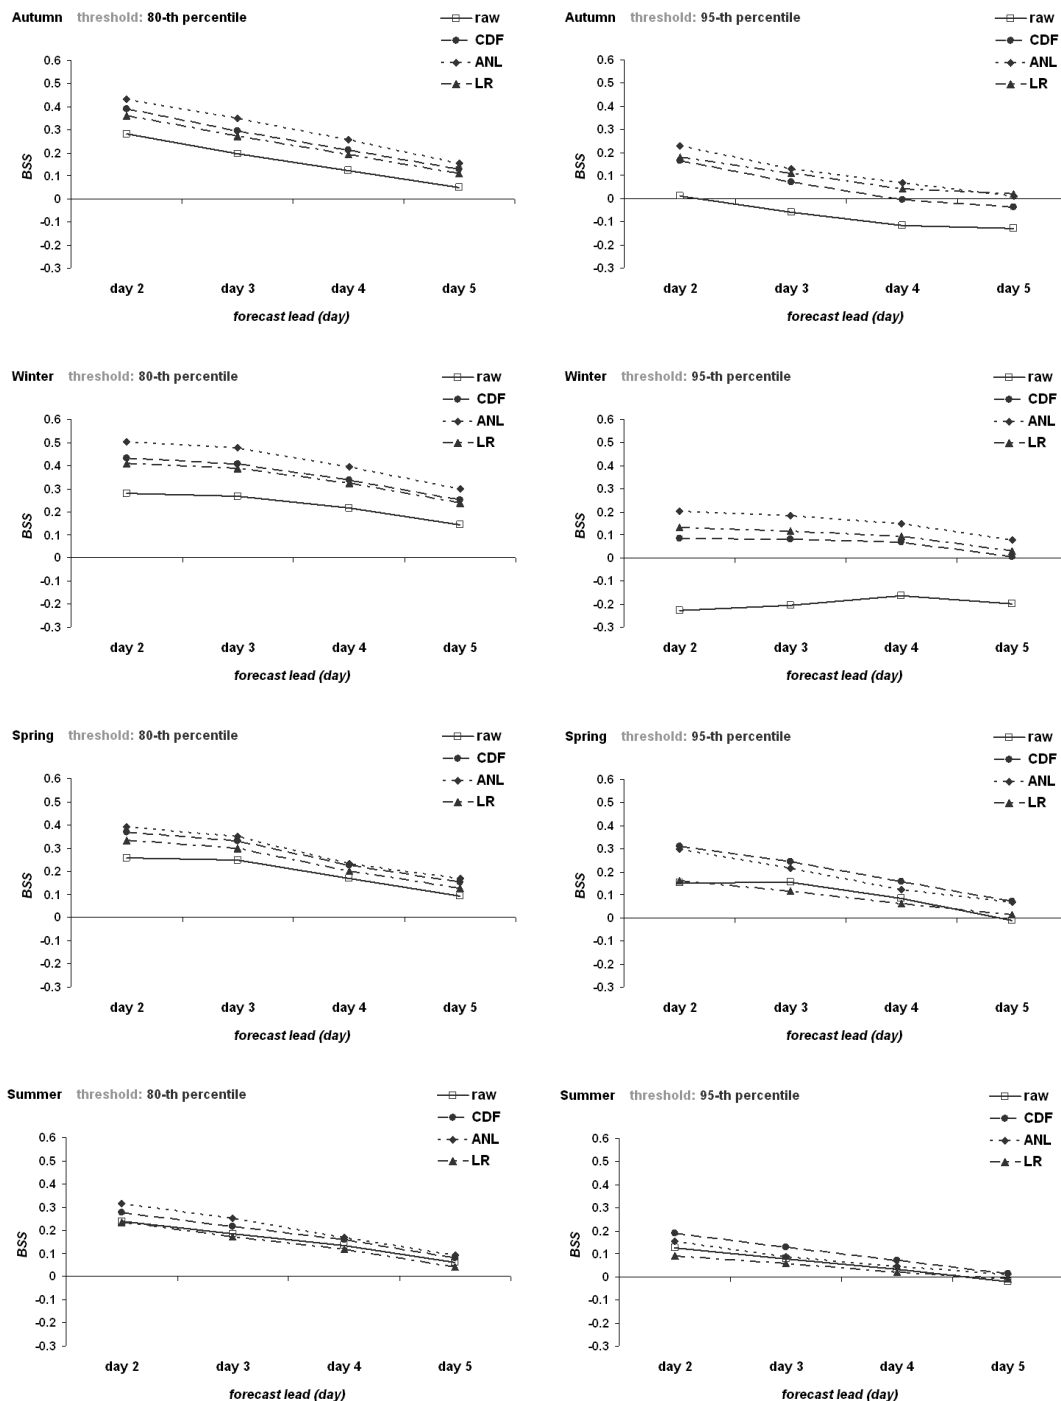 Autumn threshold: 80-th percentile
raw
CDF
ANL
LR
0.6
0.5
0.4
0.3
0.2
0.1
0
-0.1
-0.2
-0.3
BSS
day 2 day 3 day 4 day 5
forecast lead (day)
Autumn threshold: 95-th percentile
raw
CDF
ANL
LR
0.6
0.5
0.4
0.3
0.2
0.1
0
-0.1
-0.2
-0.3
BSS
day 2 day 3 day 4 day 5
forecast lead (day)
Winter threshold: 80-th percentile
raw
CDF
ANL
LR
0.6
0.5
0.4
0.3
0.2
0.1
0
-0.1
-0.2
-0.3
BSS
day 2 day 3 day 4 day 5
forecast lead (day)
Winter threshold: 95-th percentile
raw
CDF
ANL
LR
0.6
0.5
0.4
0.3
0.2
0.1
0
-0.1
-0.2
-0.3
BSS
day 2 day 3 day 4 day 5
forecast lead (day)
Spring threshold: 80-th percentile
raw
CDF
ANL
LR
0.6
0.5
0.4
0.3
0.2
0.1
0
-0.1
-0.2
-0.3
BSS
day 2 day 3 day 4 day 5
forecast lead (day)
Spring threshold: 95-th percentile
raw
CDF
ANL
LR
0.6
0.5
0.4
0.3
0.2
0.1
0
-0.1
-0.2
-0.3
BSS
day 2 day 3 day 4 day 5
forecast lead (day)
Summer threshold: 80-th percentile
raw
CDF
ANL
LR
0.6
0.5
0.4
0.3
0.2
0.1
0
-0.1
-0.2
-0.3
BSS
day 2 day 3 day 4 day 5
forecast lead (day)
Summer threshold: 95-th percentile
raw
CDF
ANL
LR
0.6
0.5
0.4
0.3
0.2
0.1
0
-0.1
-0.2
-0.3
BSS
day 2 day 3 day 4 day 5
forecast lead (day)